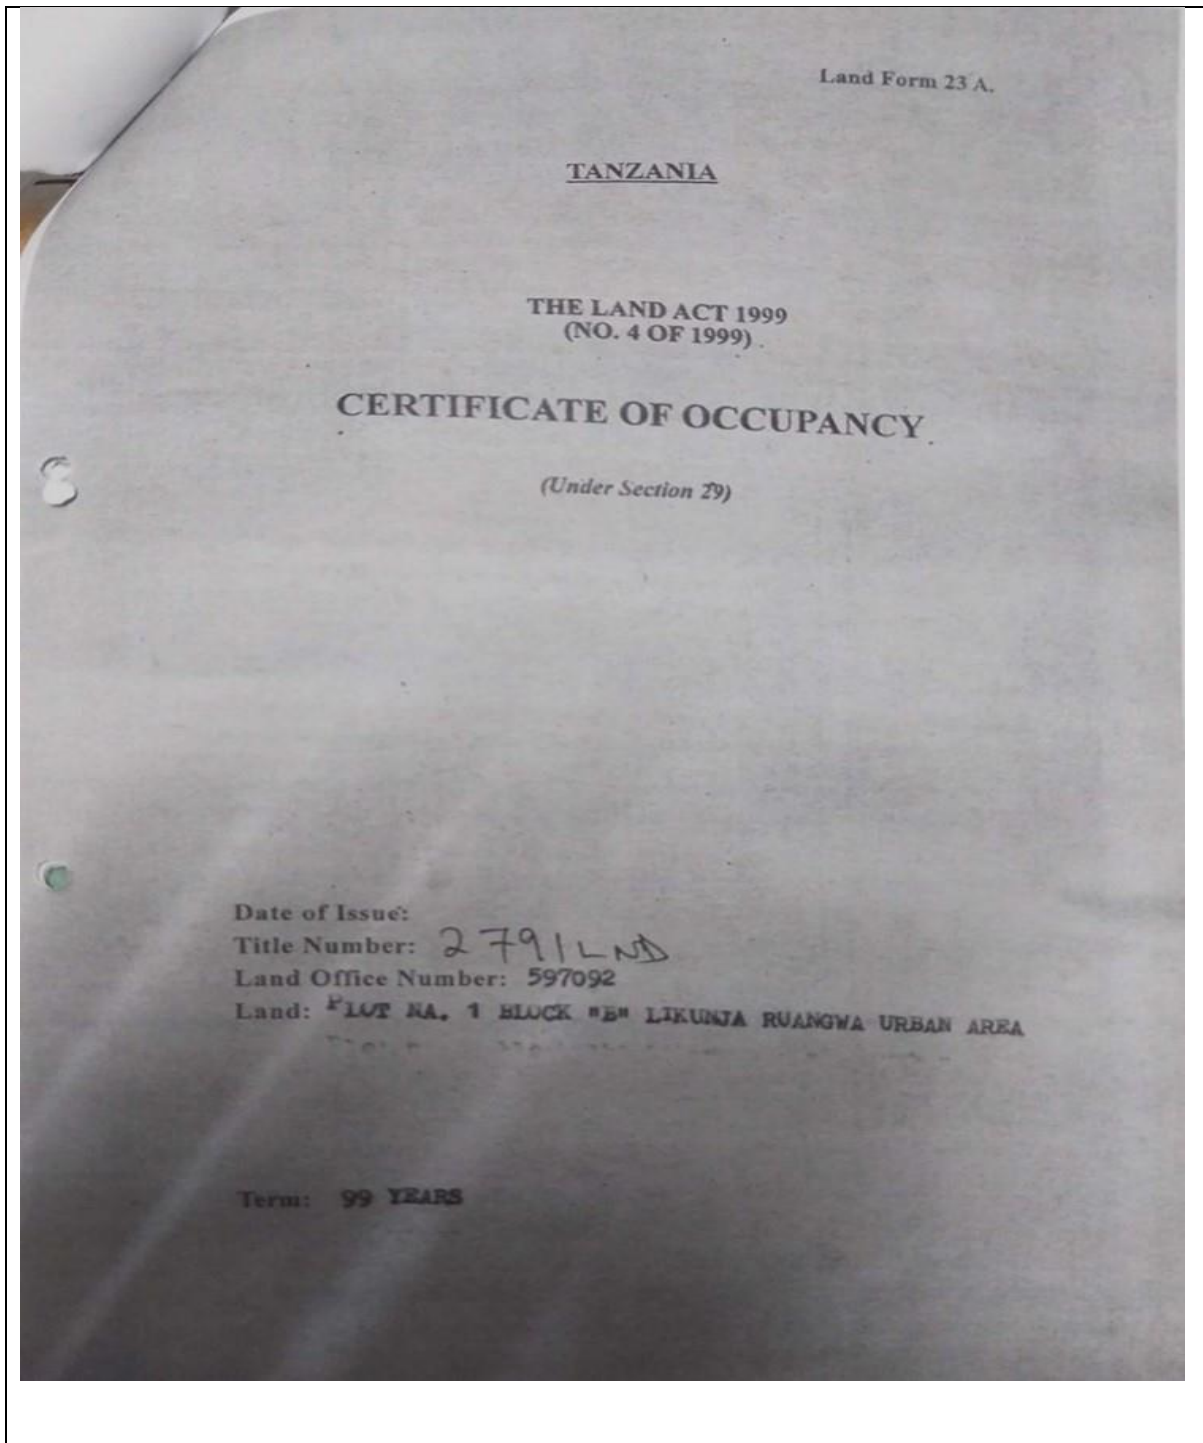 Land Form 23 A.
TANZANIA
THE LAND ACT 1999
(NO. 4 OF 1999)
CERTIFICATE OF OCCUPANCY
(Under Section 29)
Date of Issue:
Title Number: 2791LND
Land Office Number: 597092
Land: PLOT NA. 1 BLOCK "B" LIKUNJA RUANGWA URBAN AREA
Term: 99 YEARS